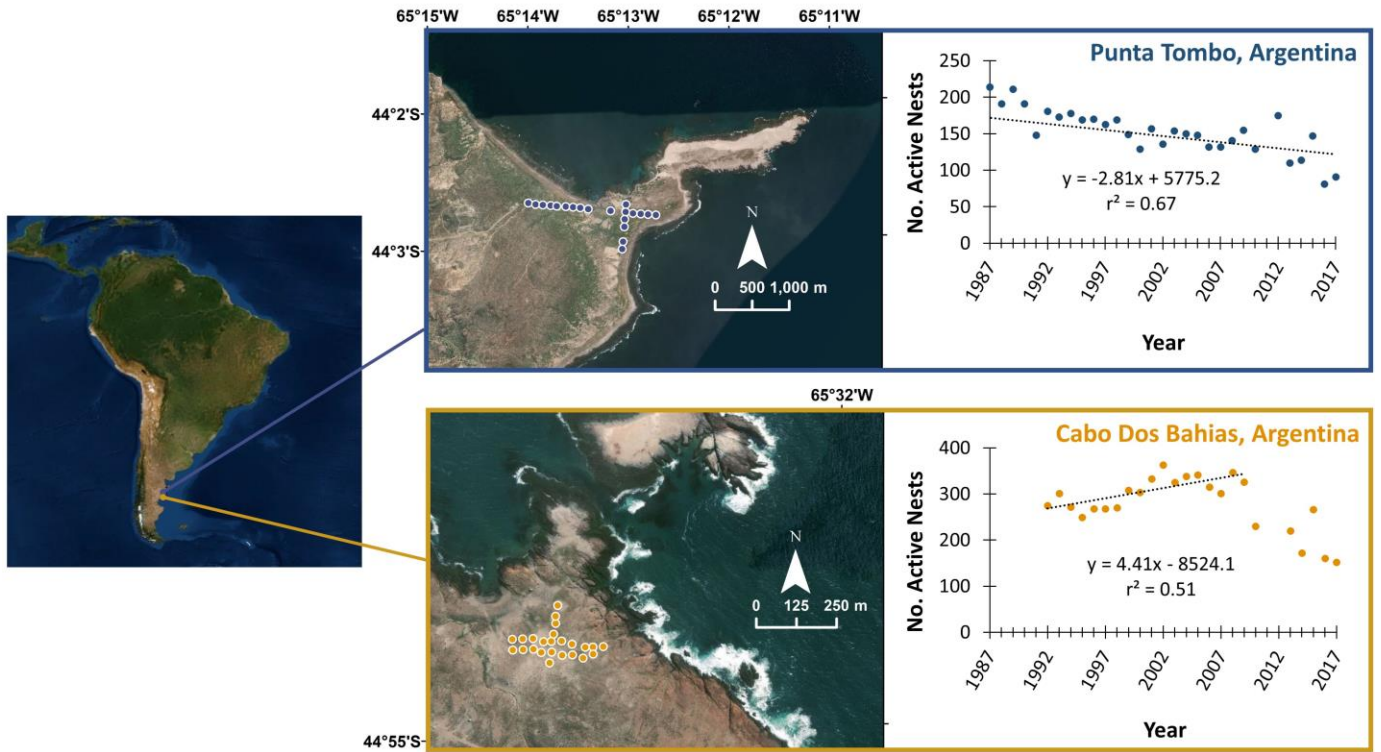 65°15'W 65°14'W 65°13'W 65°12'W 65°11'W
44°2'W
44°3'W
N
0 500 1,000 m
Punta Tombo, Argentina
No. Active Nests
250
200
150
100
50
0
y = -2.81x + 5775.2
r² = 0.67
1987 1992 1997 2002 2007 2012 2017
Year
65°32'W
44°55'S
N
0 125 250 m
Cabo Dos Bahias, Argentina
No. Active Nests
400
300
200
100
0
y = 4.41x - 8524.1
r² = 0.51
1987 1992 1997 2002 2007 2012 2017
Year